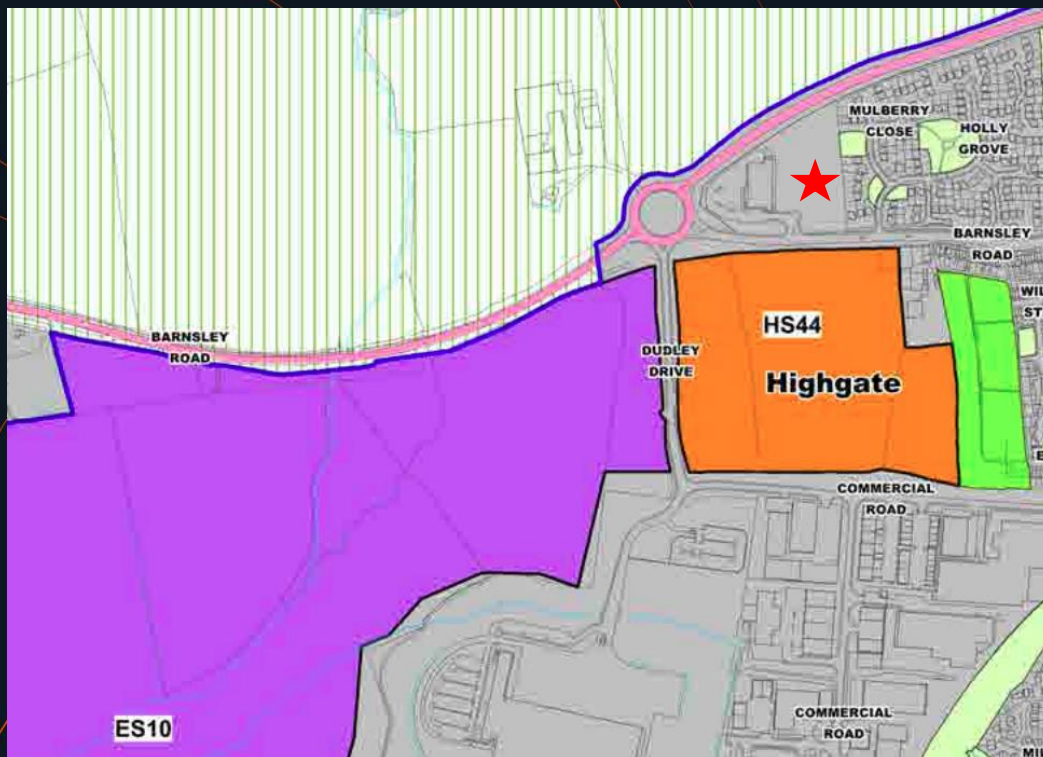 MULBERRY
CLOSE
HOLLY
GROVE
BARNSLEY
ROAD
HS44
BARNSLEY
ROAD
DUDLEY
DRIVE
Highgate
COMMERCIAL
ROAD
ES10
COMMERCIAL
ROAD